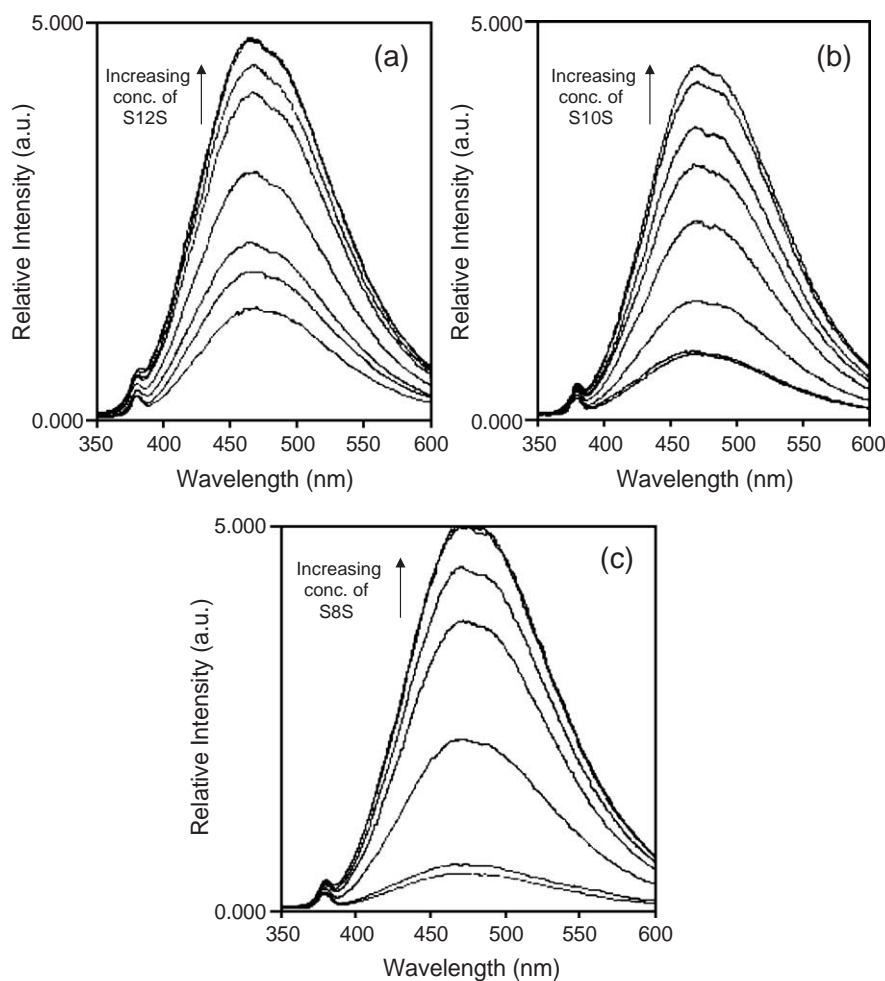 5.000
(a)
Increasing
conc. of
S12S
Relative Intensity (a.u.)
0.000
350 400 450 500 550 600
Wavelength (nm)
5.000
(b)
Increasing
conc. of
S10S
Relative Intensity (a.u.)
0.000
350 400 450 500 550 600
Wavelength (nm)
5.000
(c)
Increasing
conc. of
S8S
Relative Intensity (a.u.)
0.000
350 400 450 500 550 600
Wavelength (nm)